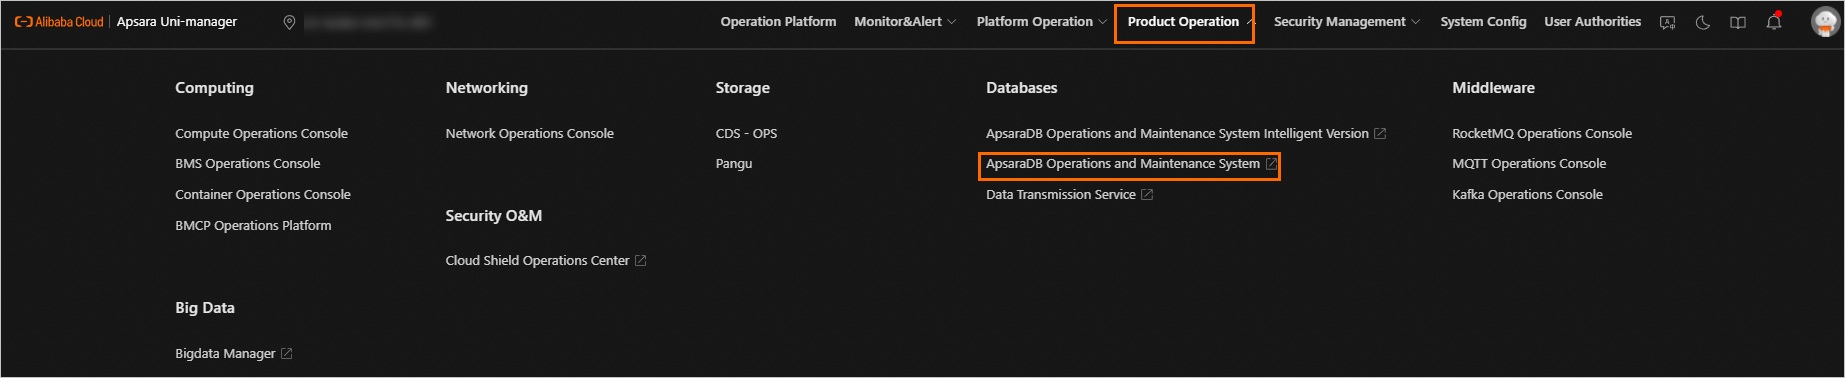 Alibaba Cloud | Apsara Uni-manager
Operation Platform Monitor&Alert Platform Operation Product Operation Security Management System Config User Authorities
Computing
Compute Operations Console
BMS Operations Console
Container Operations Console
BMCP Operations Platform
Big Data
Bigdata Manager
Networking
Network Operations Console
Security O&M
Cloud Shield Operations Center
Storage
CDS - OPS
Pangu
Databases
ApsaraDB Operations and Maintenance System Intelligent Version
ApsaraDB Operations and Maintenance System
Data Transmission Service
Middleware
RocketMQ Operations Console
MQTT Operations Console
Kafka Operations Console